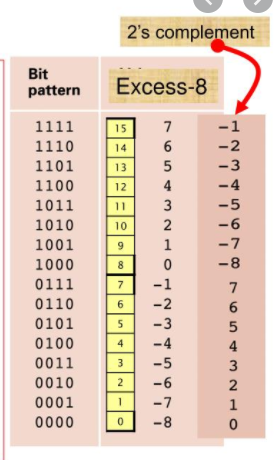 2's complement
Bit
pattern
Excess-8
1111 15 7 -1
1110 14 6 -2
1101 13 5 -3
1100 12 4 -4
1011 11 3 -5
1010 10 2 -6
1001 9 1 -7
1000 8 0 -8
0111 7 -1 7
0110 6 -2 6
0101 5 -3 5
0100 4 -4 4
0011 3 -5 3
0010 2 -6 2
0001 1 -7 1
0000 0 -8 0